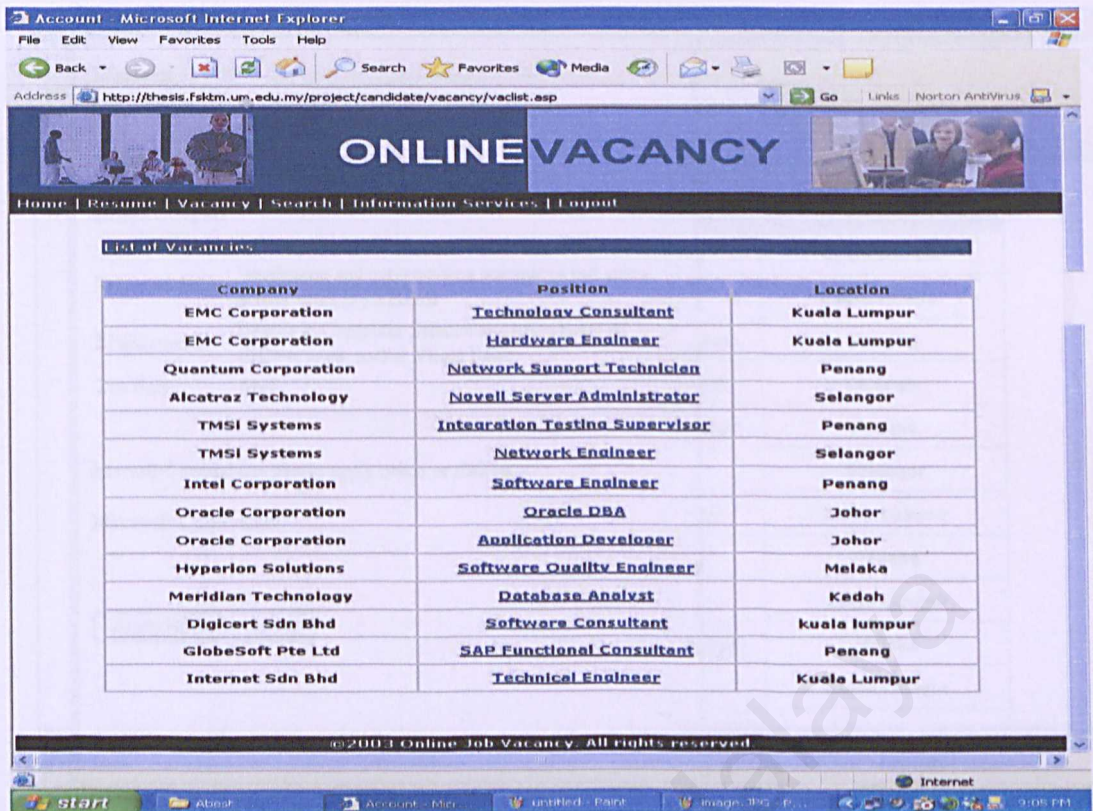 Account - Microsoft Internet Explorer
File Edit View Favorites Tools Help
Back Search Favorites Media
Address http://thesis.fsktm.um.edu.my/project/candidate/vacancy/vaclist.asp Go Links Norton AntiVirus
ONLINE VACANCY
Home | Resume | Vacancy | Search | Information Services | Logout
List of Vacancies
Company Position Location
EMC Corporation Technology Consultant Kuala Lumpur
EMC Corporation Hardware Engineer Kuala Lumpur
Quantum Corporation Network Support Technician Penang
Alcatraz Technology Novell Server Administrator Selangor
TMSi Systems Integration Testing Supervisor Penang
TMSi Systems Network Engineer Selangor
Intel Corporation Software Engineer Penang
Oracle Corporation Oracle DBA Johor
Oracle Corporation Application Developer Johor
Hyperion Solutions Software Quality Engineer Melaka
Meridian Technology Database Analyst Kedah
Digicert Sdn Bhd Software Consultant kuala lumpur
GlobeSoft Pte Ltd SAP Functional Consultant Penang
Internet Sdn Bhd Technical Engineer Kuala Lumpur
©2003 Online Job Vacancy. All rights reserved.
Internet
start Abash Account - Micr... untitled - Paint image.JPG - P... 9:08 PM